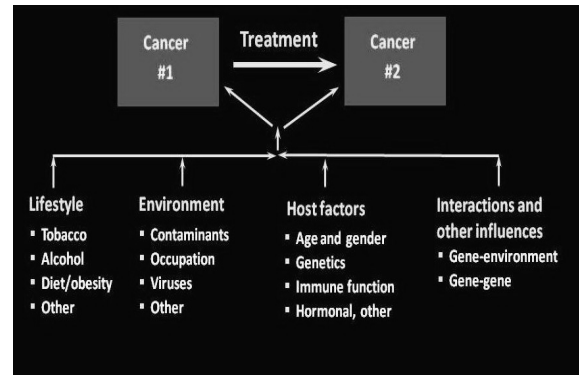 Cancer
#1
Treatment
Cancer
#2
Lifestyle
▪ Tobacco
▪ Alcohol
▪ Diet/obesity
▪ Other
Environment
▪ Contaminants
▪ Occupation
▪ Viruses
▪ Other
Host factors
▪ Age and gender
▪ Genetics
▪ Immune function
▪ Hormonal, other
Interactions and
other influences
▪ Gene-environment
▪ Gene-gene